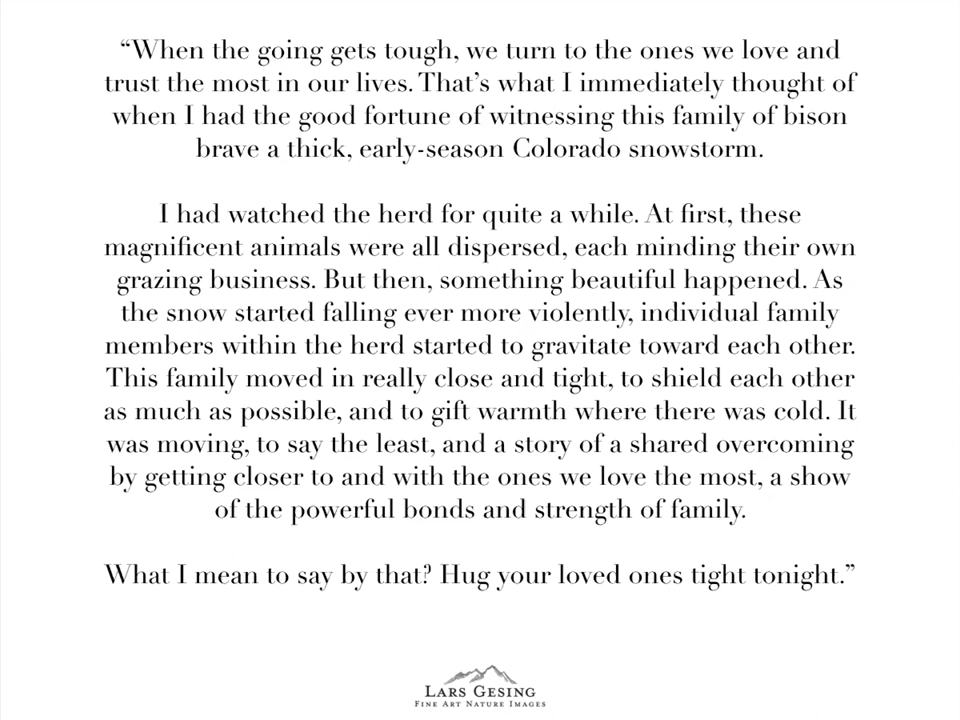 “When the going gets tough, we turn to the ones we love and
trust the most in our lives. That’s what I immediately thought of
when I had the good fortune of witnessing this family of bison
brave a thick, early-season Colorado snowstorm.
I had watched the herd for quite a while. At first, these
magnificent animals were all dispersed, each minding their own
grazing business. But then, something beautiful happened. As
the snow started falling ever more violently, individual family
members within the herd started to gravitate toward each other.
This family moved in really close and tight, to shield each other
as much as possible, and to gift warmth where there was cold. It
was moving, to say the least, and a story of a shared overcoming
by getting closer to and with the ones we love the most, a show
of the powerful bonds and strength of family.
What I mean to say by that? Hug your loved ones tight tonight.”
LARS GESING
FINE ART NATURE IMAGES